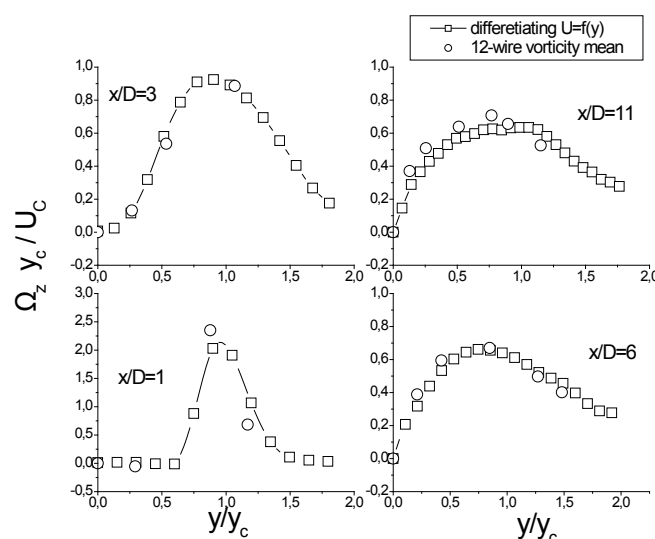 differetiating U=f(y)
12-wire vorticity mean
Ω_z y_c / U_C
x/D=3
1,0
0,8
0,6
0,4
0,2
0,0
0,2
0,0 0,5 1,0 1,5 2,0
x/D=11
1,0
0,8
0,6
0,4
0,2
0,0
0,2
0,0 0,5 1,0 1,5 2,0
x/D=1
3,0
2,5
2,0
1,5
1,0
0,5
0,0
-0,5
0,0 0,5 1,0 1,5 2,0
y/y_c
x/D=6
1,0
0,8
0,6
0,4
0,2
0,0
0,2
0,0 0,5 1,0 1,5 2,0
y/y_c